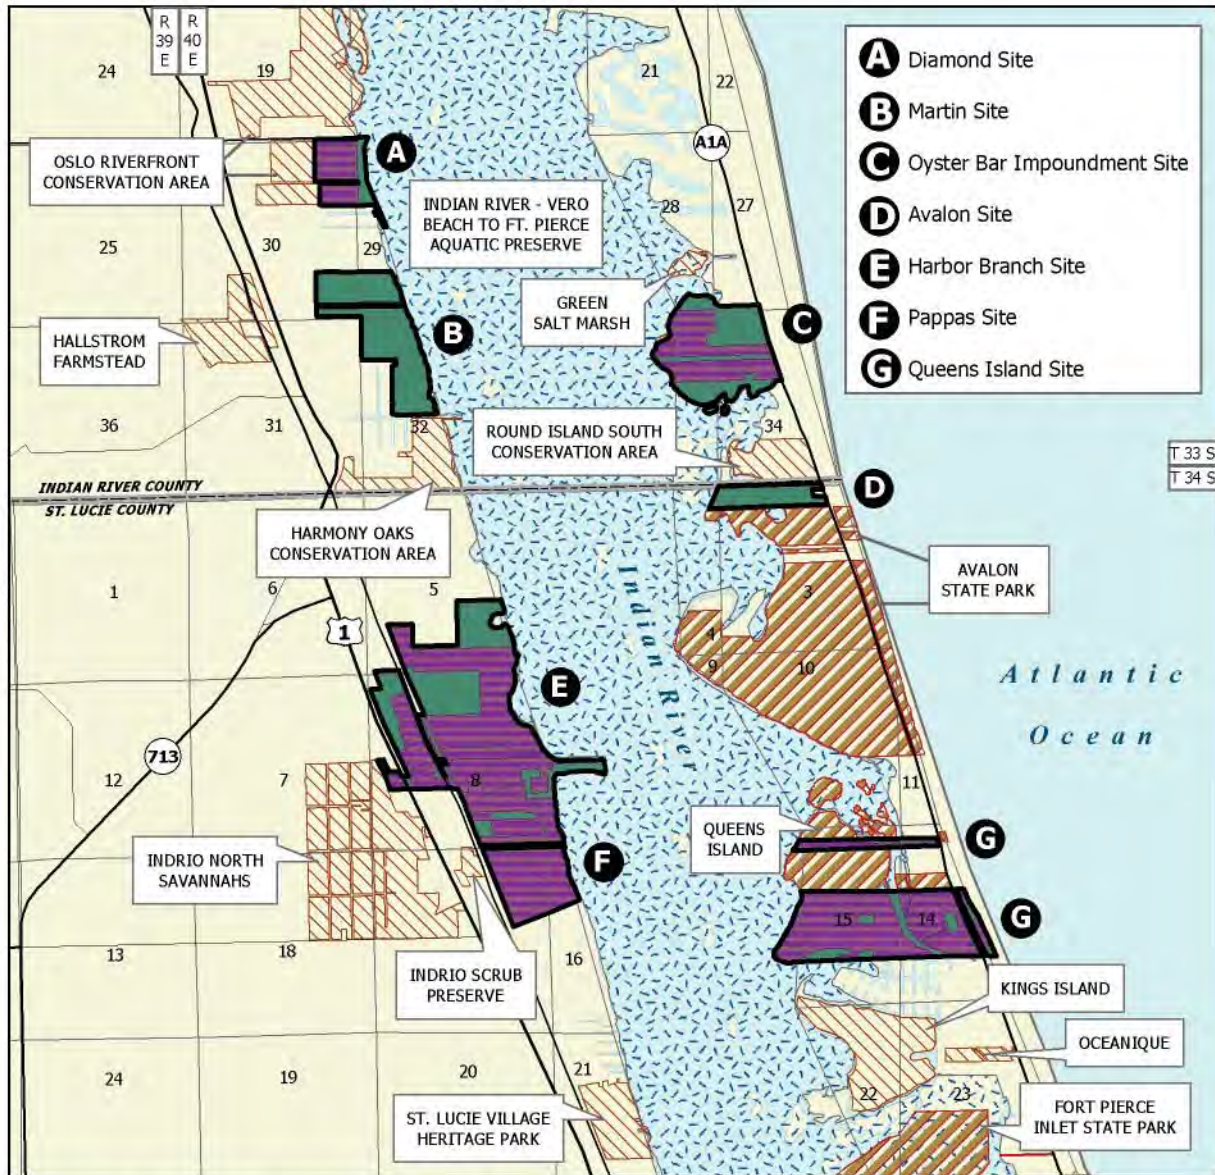 R
39
E
R
40
E
24
19
21
22
A Diamond Site
B Martin Site
C Oyster Bar Impoundment Site
D Avalon Site
E Harbor Branch Site
F Pappas Site
G Queens Island Site
A1A
A
OSLO RIVERFRONT
CONSERVATION AREA
INDIAN RIVER - VERO
BEACH TO FT. PIERCE
AQUATIC PRESERVE
28
27
25
30
29
GREEN
SALT MARSH
HALLSTROM
FARMSTEAD
B
C
36
31
32
34
ROUND ISLAND SOUTH
CONSERVATION AREA
T 33 S
T 34 S
INDIAN RIVER COUNTY
ST. LUCIE COUNTY
D
HARMONY OAKS
CONSERVATION AREA
AVALON
STATE PARK
1
6
5
3
4
9
10
1
Indian River
E
Atlantic
Ocean
713
12
7
8
11
QUEENS
ISLAND
G
INDRIO NORTH
SAVANNAHS
F
15
14
G
13
18
16
INDRIO SCRUB
PRESERVE
KINGS ISLAND
OCEANIQUE
24
19
20
21
22
23
ST. LUCIE VILLAGE
HERITAGE PARK
FORT PIERCE
INLET STATE PARK